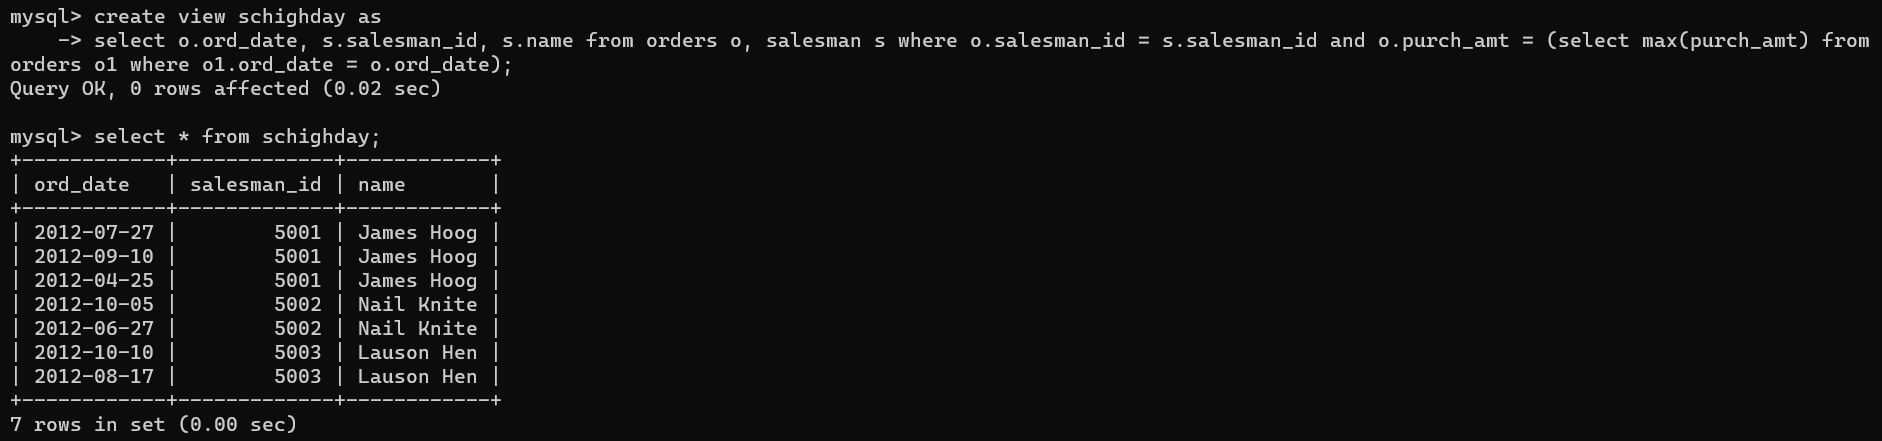 mysql> create view schighday as
    -> select o.ord_date, s.salesman_id, s.name from orders o, salesman s where o.salesman_id = s.salesman_id and o.purch_amt = (select max(purch_amt) from
orders o1 where o1.ord_date = o.ord_date);
Query OK, 0 rows affected (0.02 sec)

mysql> select * from schighday;
+------------+-------------+------------+
| ord_date   | salesman_id | name       |
+------------+-------------+------------+
| 2012-07-27 |        5001 | James Hoog |
| 2012-09-10 |        5001 | James Hoog |
| 2012-04-25 |        5001 | James Hoog |
| 2012-10-05 |        5002 | Nail Knite |
| 2012-06-27 |        5002 | Nail Knite |
| 2012-10-10 |        5003 | Lauson Hen |
| 2012-08-17 |        5003 | Lauson Hen |
+------------+-------------+------------+
7 rows in set (0.00 sec)